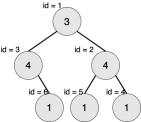 id = 1
3
id = 3
id = 2
4
4
id = 6
id = 5
id = 4
1
1
1